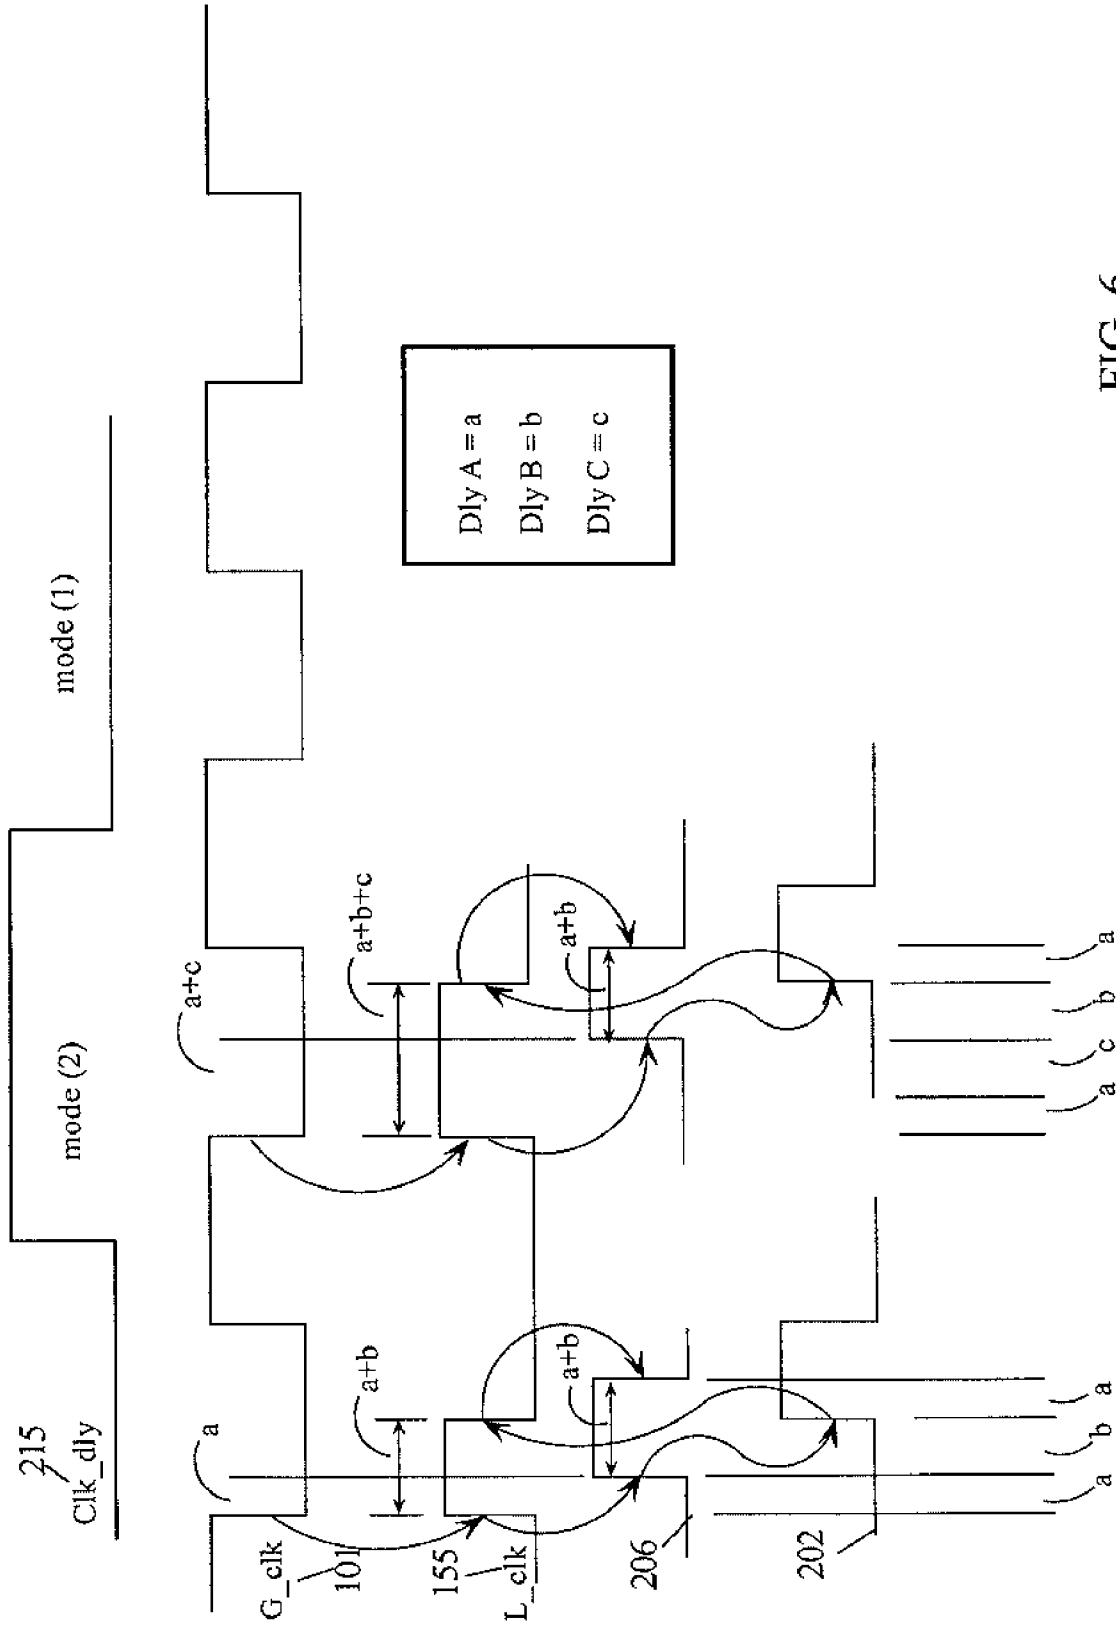 215
Clk_dly
mode (2)
mode (1)
a
a+c
G_clk
101
a+b
a+b+c
155
L_clk
a+b
a+b
206
202
Dly A = a
Dly B = b
Dly C = c
a
b
a
a
c
b
a
FIG. 6